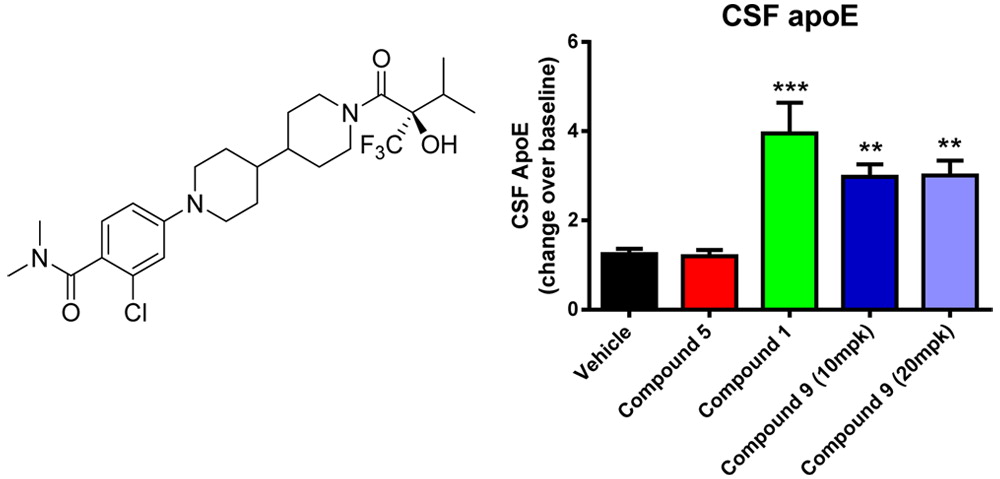 O
N
F₃C OH
N
N
O Cl
CSF apoE
CSF ApoE
(change over baseline)
6
4
2
0
***
**
**
Vehicle
Compound 5
Compound 1
Compound 9 (10mpk)
Compound 9 (20mpk)